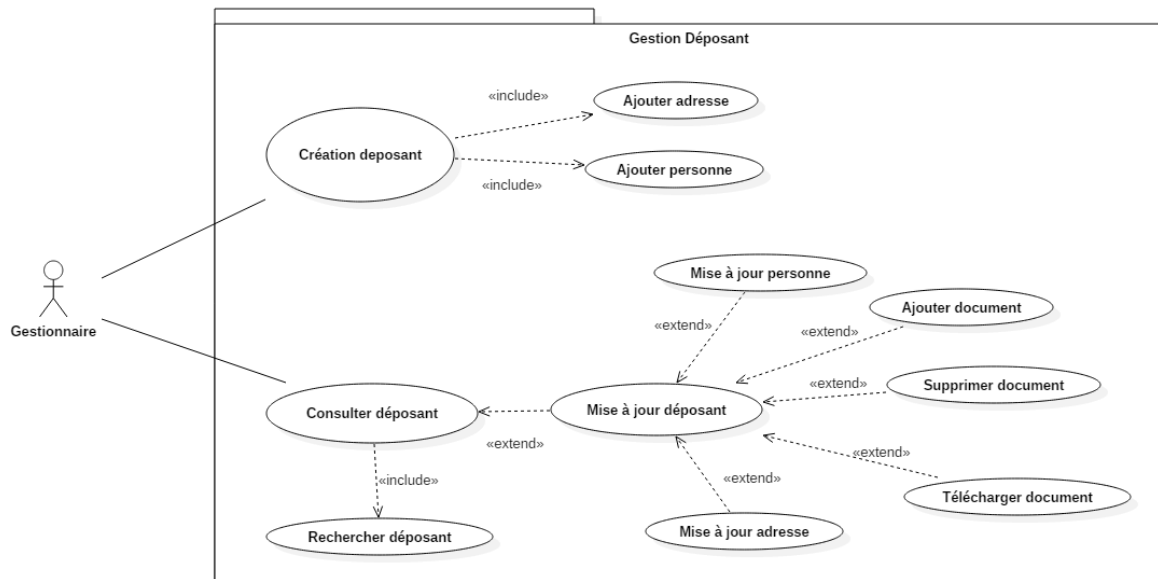 Gestion Déposant
«include»
Ajouter adresse
Création deposant
Ajouter personne
«include»
Mise à jour personne
Ajouter document
«extend»
«extend»
Gestionnaire
«extend»
Supprimer document
Consulter déposant
Mise à jour déposant
«extend»
«extend»
«include»
«extend»
Télécharger document
Rechercher déposant
Mise à jour adresse